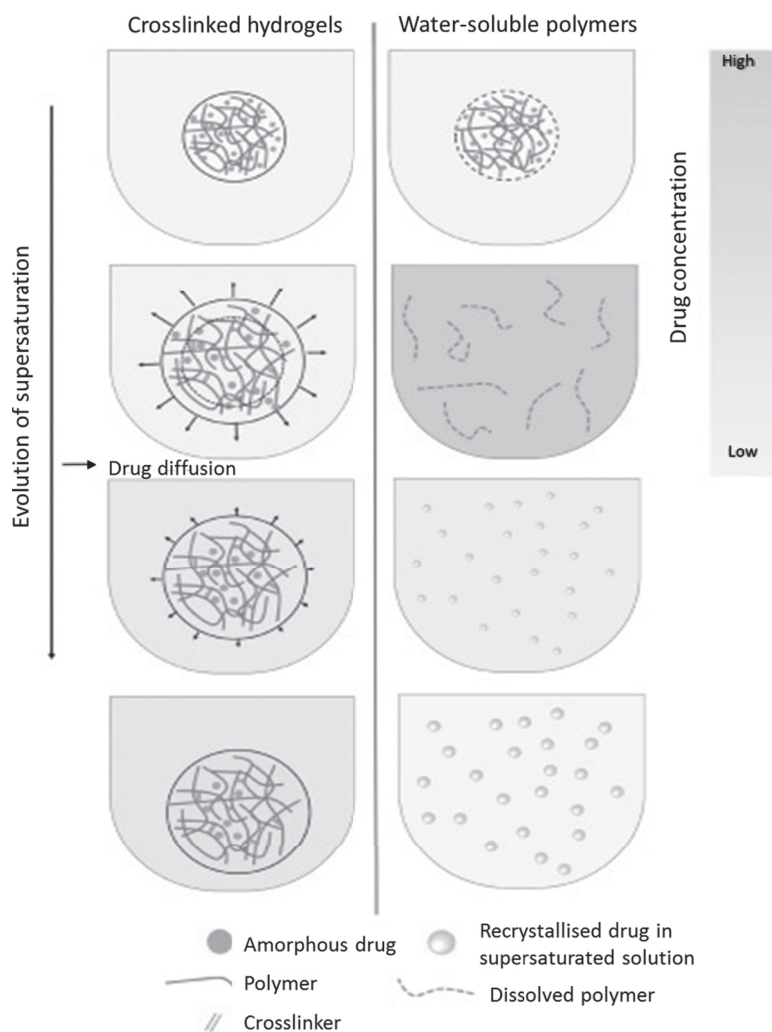 Crosslinked hydrogels
Water-soluble polymers
High
Drug concentration
Low
Evolution of supersaturation
Drug diffusion
Amorphous drug
Polymer
Crosslinker
Recrystallised drug in
supersaturated solution
Dissolved polymer